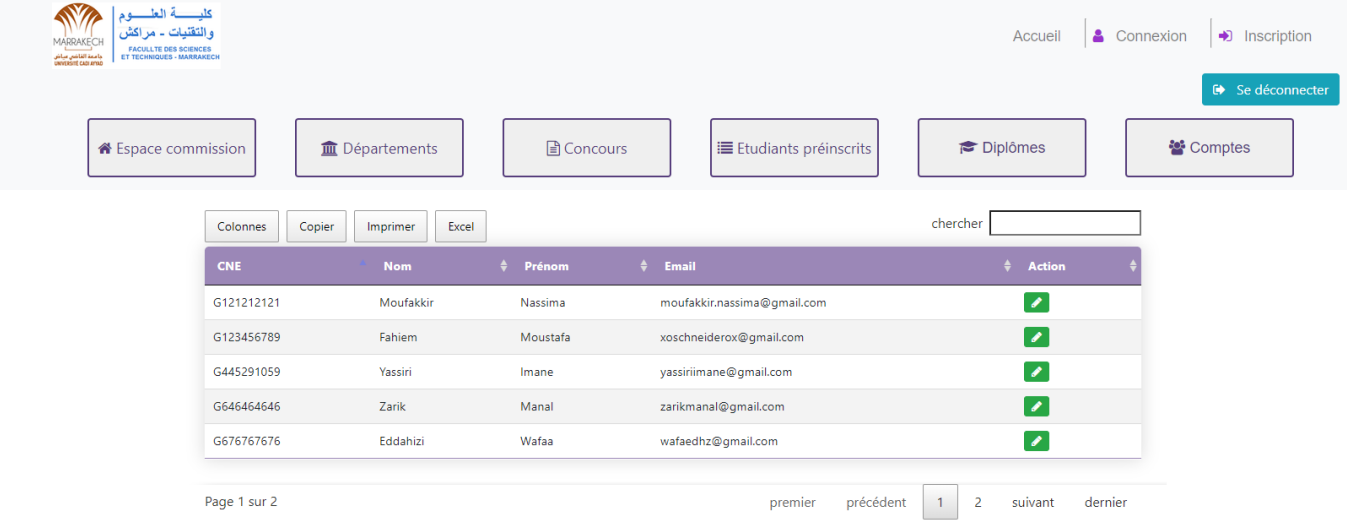 كليـــــة العلـــــوم
والتقنيات - مراكش
FACULLTE DES SCIENCES
ET TECHNIQUES - MARRAKECH
MARRAKECH
جامعة القاضي عياض
UNIVERSITÉ CADI AYYAD
Accueil Connexion Inscription
Se déconnecter
Espace commission Départements Concours Etudiants préinscrits Diplômes Comptes
Colonnes Copier Imprimer Excel chercher
CNE Nom Prénom Email Action
G121212121 Moufakkir Nassima moufakkir.nassima@gmail.com
G123456789 Fahiem Moustafa xoschneiderox@gmail.com
G445291059 Yassiri Imane yassiriimane@gmail.com
G646464646 Zarik Manal zarikmanal@gmail.com
G676767676 Eddahizi Wafaa wafaedhz@gmail.com
Page 1 sur 2 premier précédent 1 2 suivant dernier